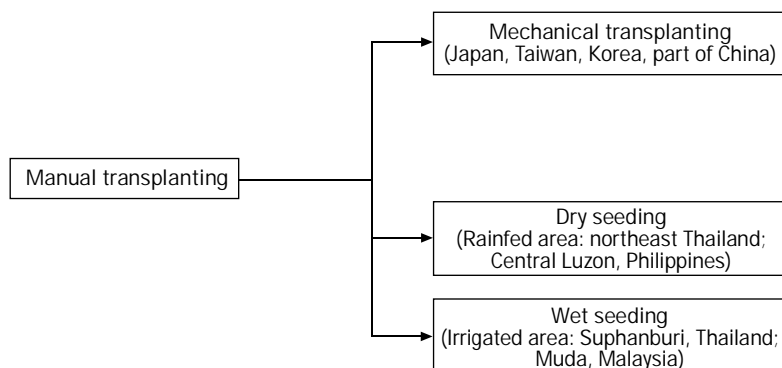 Mechanical transplanting
(Japan, Taiwan, Korea, part of China)
Manual transplanting
Dry seeding
(Rainfed area: northeast Thailand;
Central Luzon, Philippines)
Wet seeding
(Irrigated area: Suphanburi, Thailand;
Muda, Malaysia)